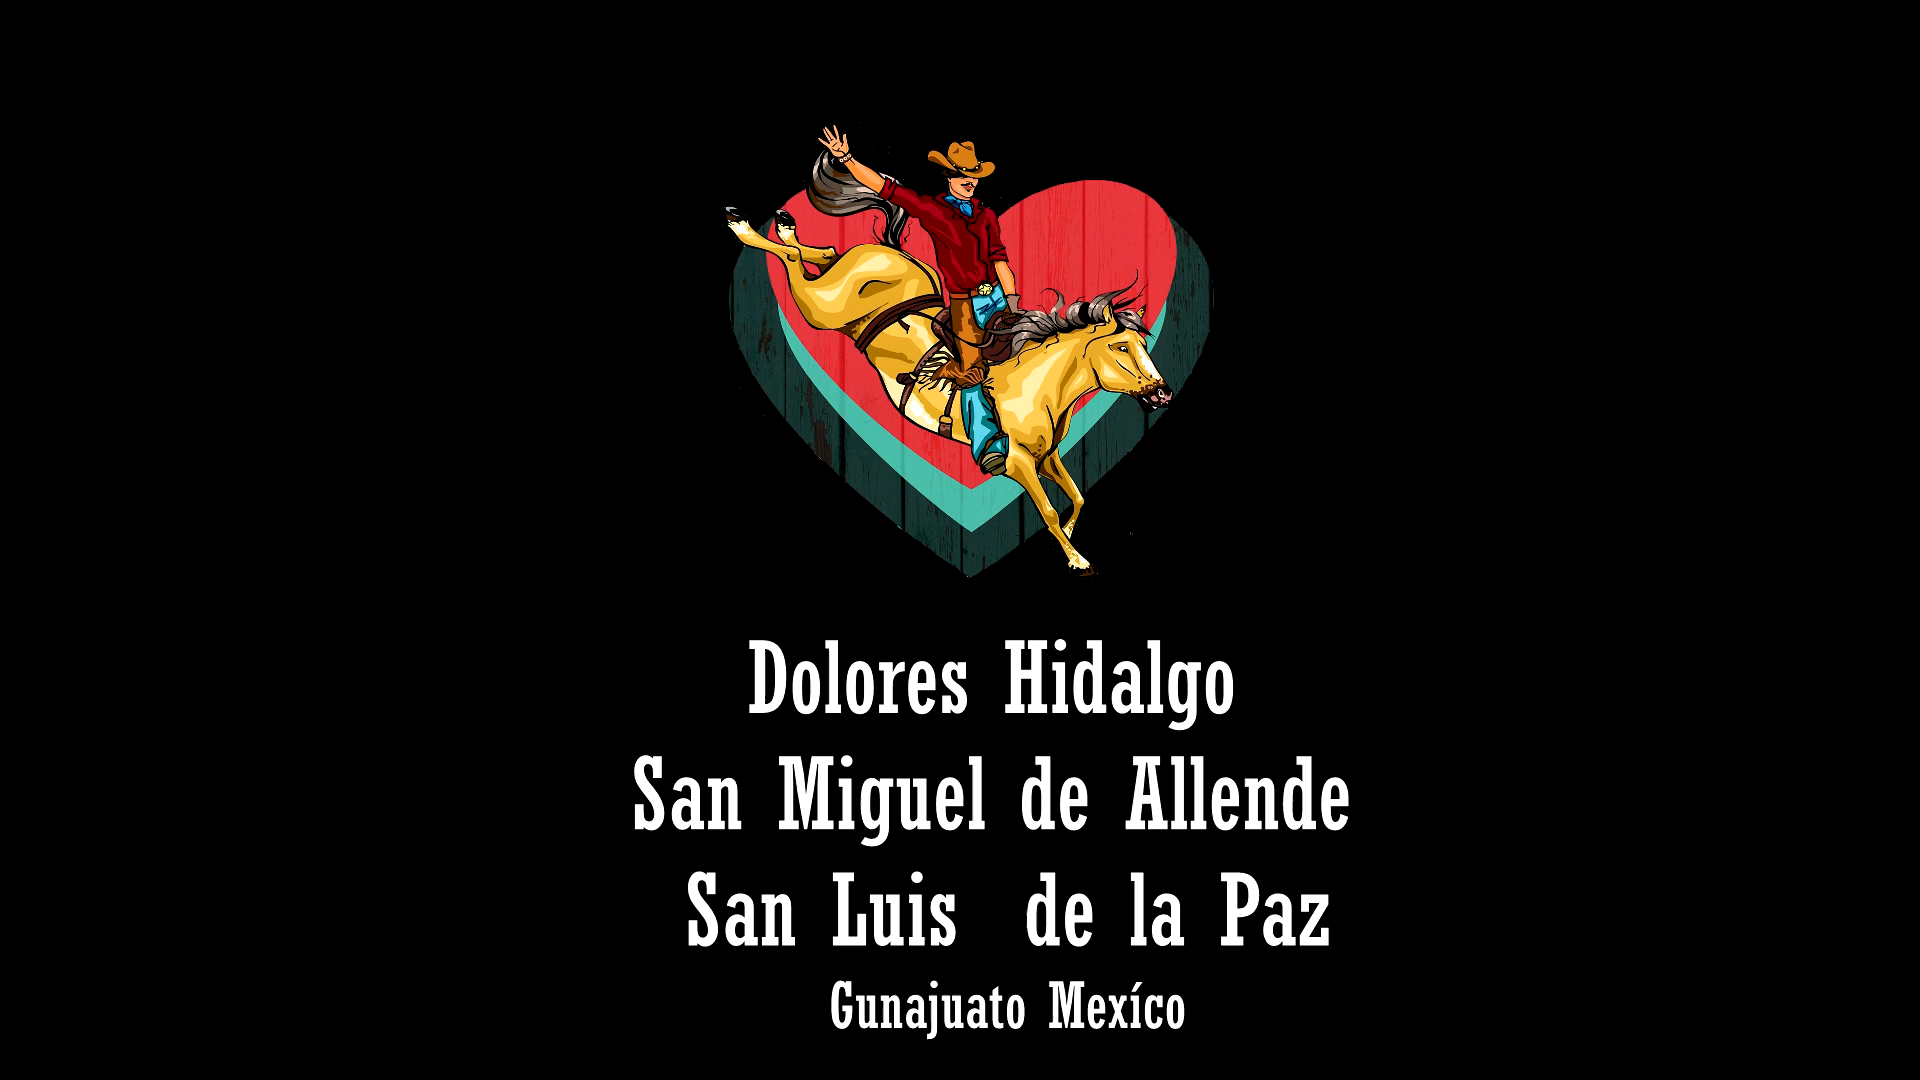 Dolores Hidalgo
San Miguel de Allende
San Luis de la Paz
Gunajuato Mexíco